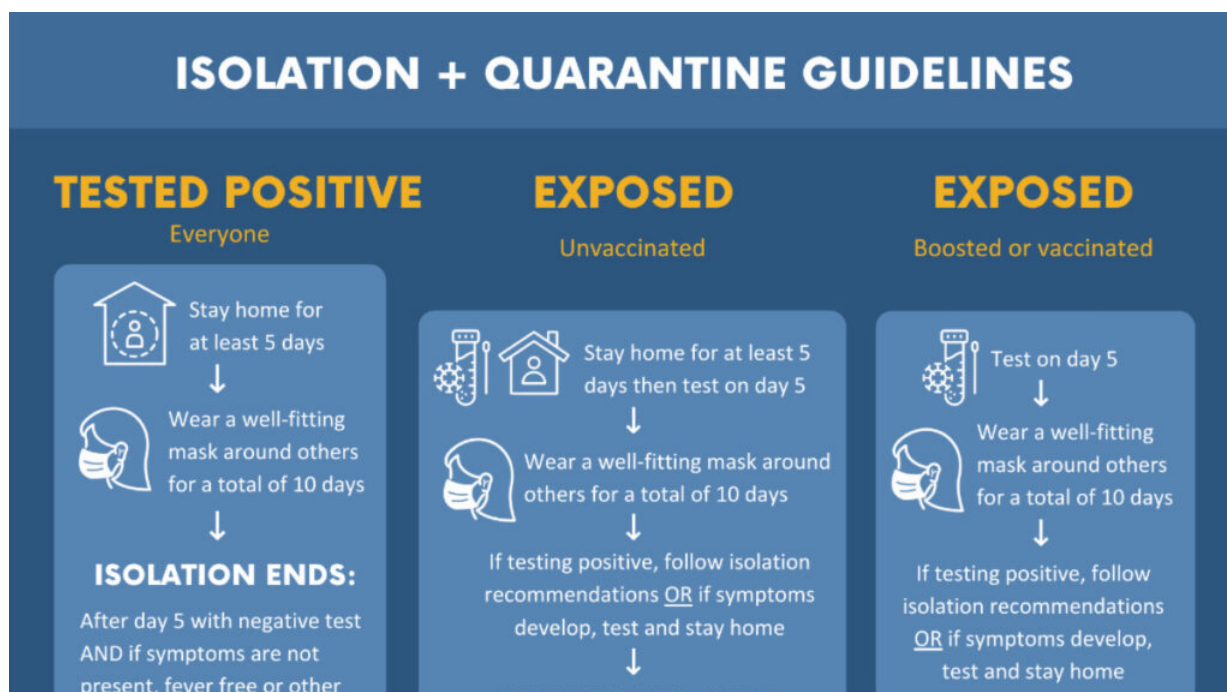 ISOLATION + QUARANTINE GUIDELINES
TESTED POSITIVE
Everyone
Stay home for
at least 5 days
Wear a well-fitting
mask around others
for a total of 10 days
ISOLATION ENDS:
After day 5 with negative test
AND if symptoms are not
present, fever free or other
EXPOSED
Unvaccinated
Stay home for at least 5
days then test on day 5
Wear a well-fitting mask around
others for a total of 10 days
If testing positive, follow isolation
recommendations OR if symptoms
develop, test and stay home
EXPOSED
Boosted or vaccinated
Test on day 5
Wear a well-fitting
mask around others
for a total of 10 days
If testing positive, follow
isolation recommendations
OR if symptoms develop,
test and stay home